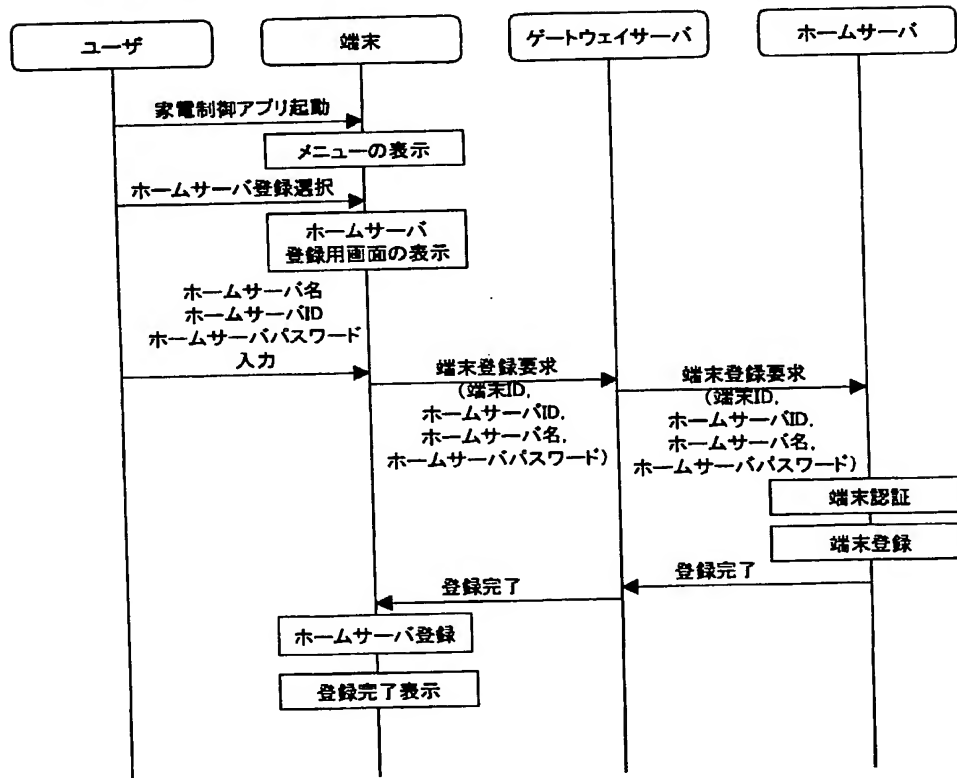 ユーザ
端末
ゲートウェイサーバ
ホームサーバ
家電制御アプリ起動
メニューの表示
ホームサーバ登録選択
ホームサーバ
登録用画面の表示
ホームサーバ名
ホームサーバID
ホームサーバパスワード
入力
端末登録要求
(端末ID,
ホームサーバID,
ホームサーバ名,
ホームサーバパスワード)
端末登録要求
(端末ID,
ホームサーバID,
ホームサーバ名,
ホームサーバパスワード)
端末認証
端末登録
登録完了
登録完了
ホームサーバ登録
登録完了表示